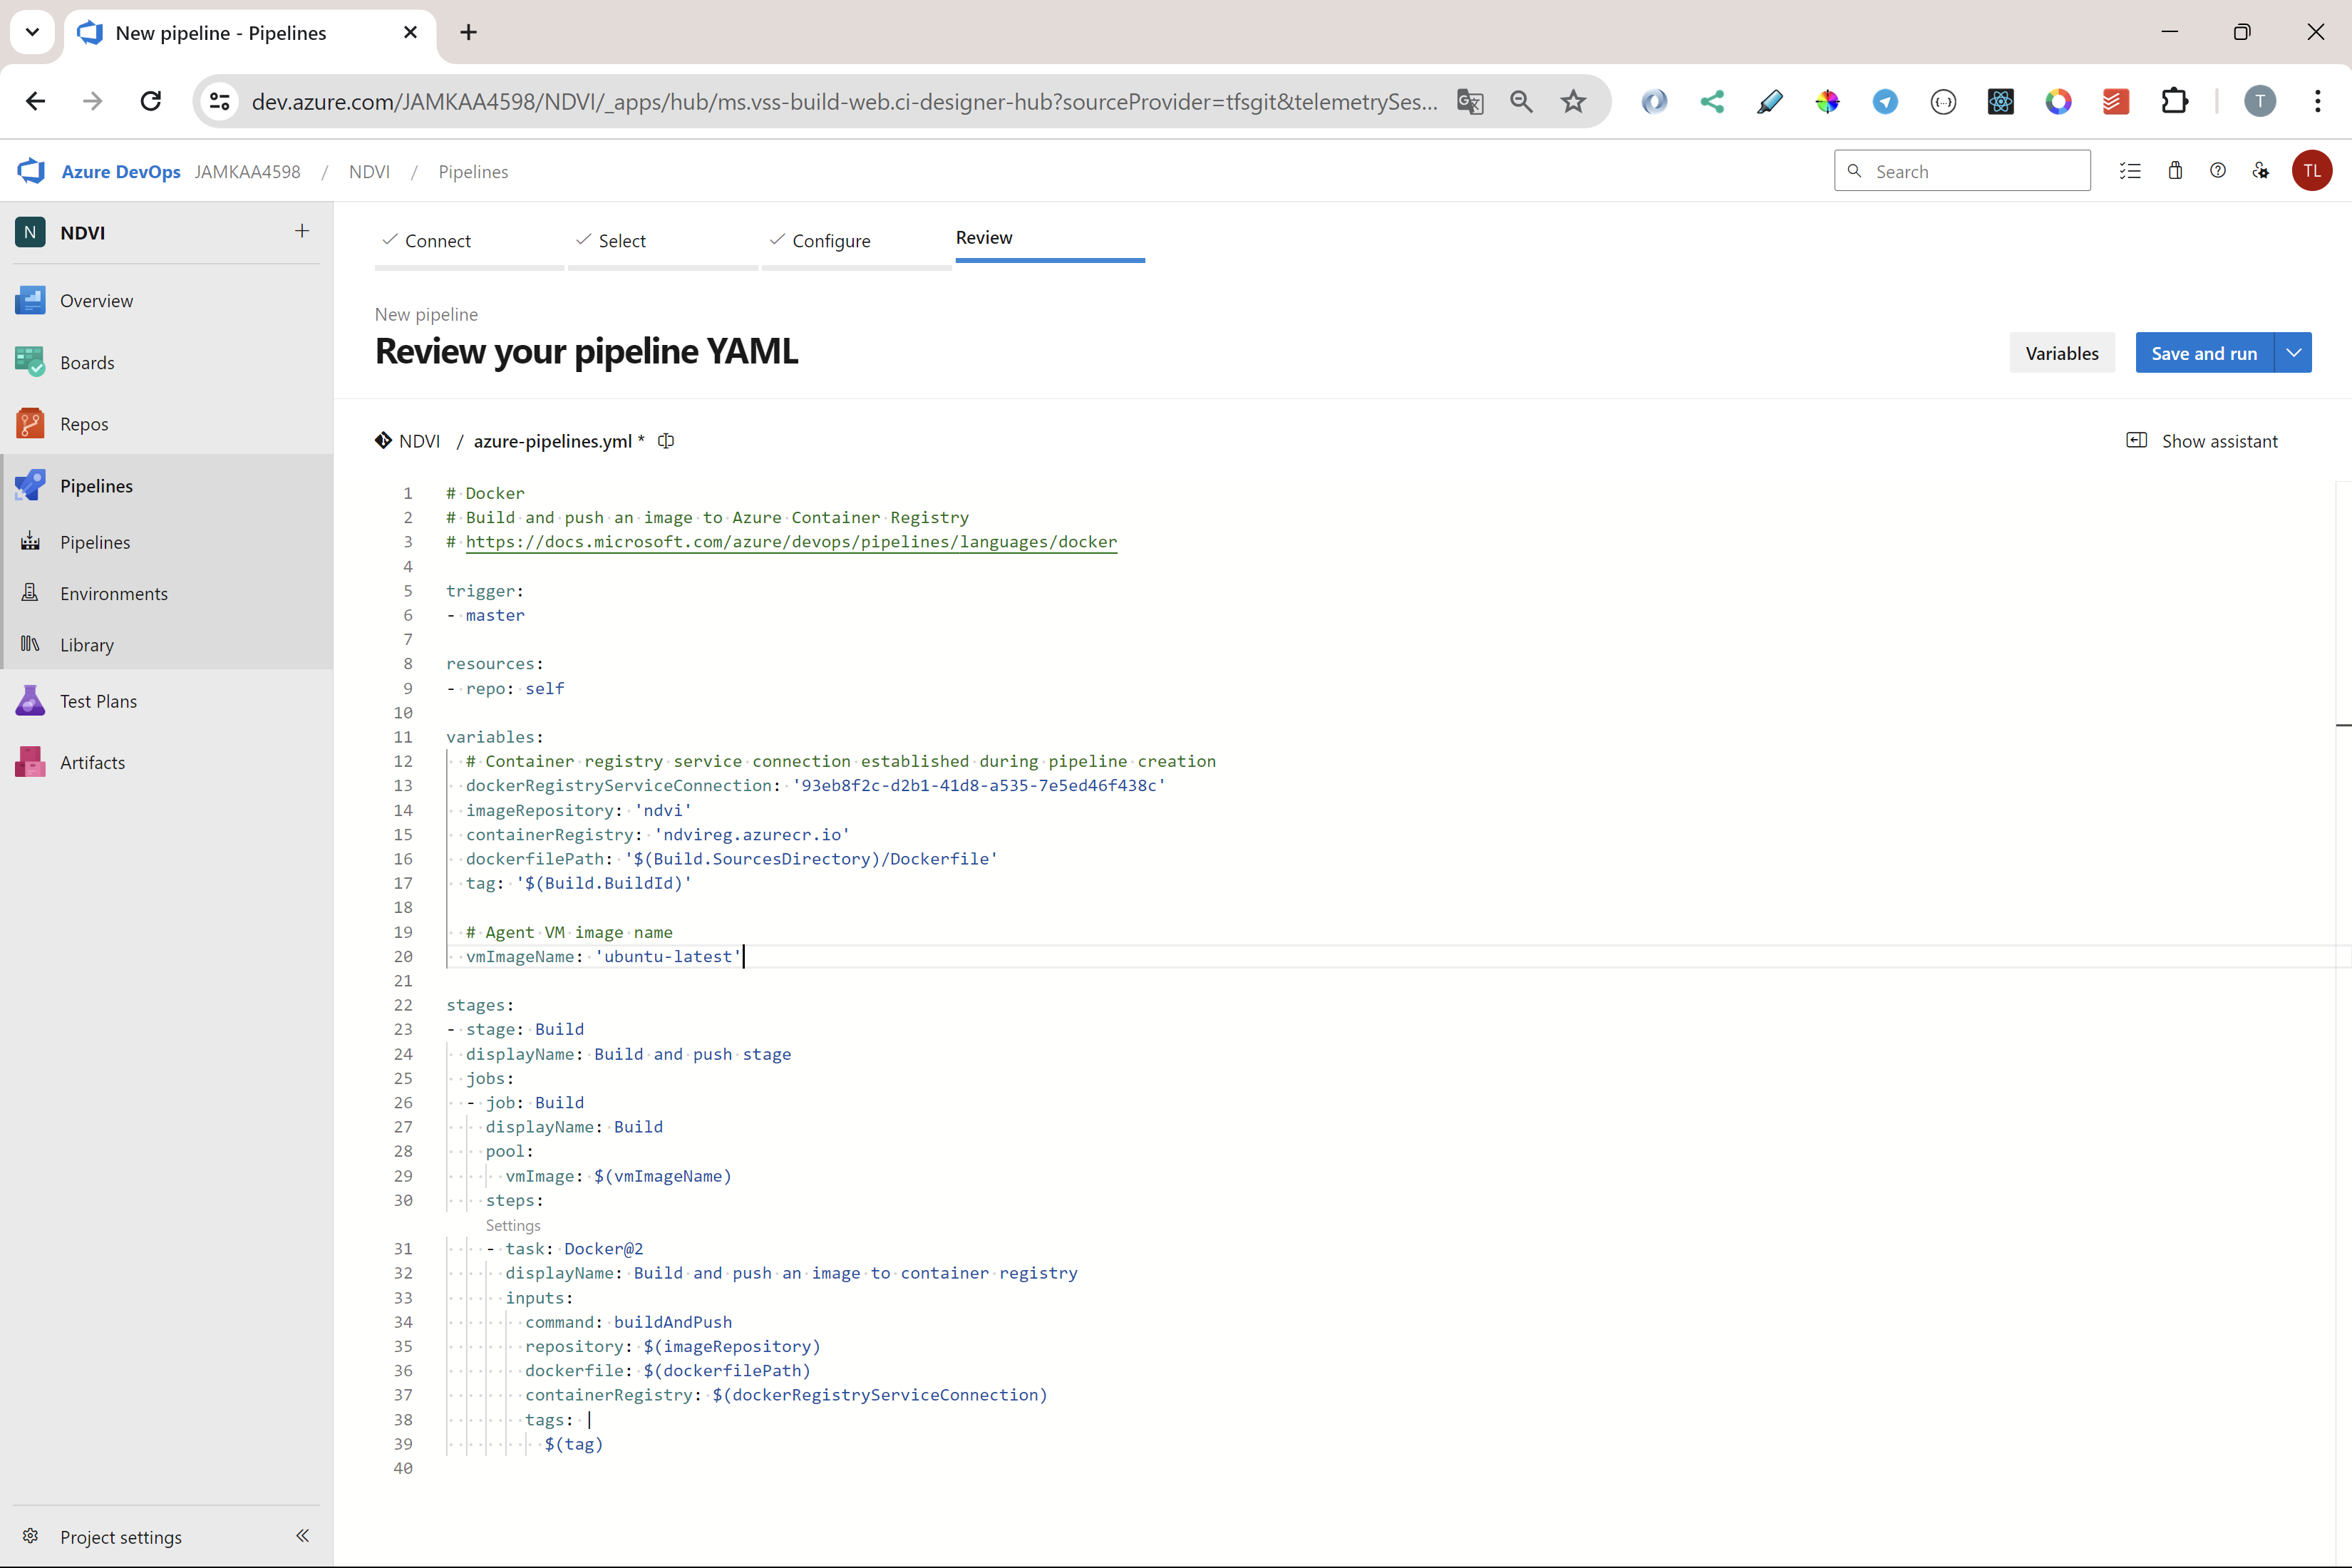 New pipeline - Pipelines
dev.azure.com/JAMKAA4598/NDVI/_apps/hub/ms.vss-build-web.ci-designer-hub?sourceProvider=tfsgit&telemetrySes...
T
Azure DevOps JAMKAA4598 / NDVI / Pipelines
Search
TL
N NDVI
Overview
Boards
Repos
Pipelines
Pipelines
Environments
Library
Test Plans
Artifacts
Project settings
Connect
Select
Configure
Review
New pipeline
Review your pipeline YAML
Variables
Save and run
NDVI / azure-pipelines.yml *
Show assistant
1 # Docker
2 # Build and push an image to Azure Container Registry
3 # https://docs.microsoft.com/azure/devops/pipelines/languages/docker
4
5 trigger:
6 - master
7
8 resources:
9 - repo: self
10
11 variables:
12 # Container registry service connection established during pipeline creation
13 dockerRegistryServiceConnection: '93eb8f2c-d2b1-41d8-a535-7e5ed46f438c'
14 imageRepository: 'ndvi'
15 containerRegistry: 'ndvireg.azurecr.io'
16 dockerfilePath: '$(Build.SourcesDirectory)/Dockerfile'
17 tag: '$(Build.BuildId)'
18
19 # Agent VM image name
20 vmImageName: 'ubuntu-latest'
21
22 stages:
23 - stage: Build
24 displayName: Build and push stage
25 jobs:
26 - job: Build
27 displayName: Build
28 pool:
29 vmImage: $(vmImageName)
30 steps:
Settings
31 - task: Docker@2
32 displayName: Build and push an image to container registry
33 inputs:
34 command: buildAndPush
35 repository: $(imageRepository)
36 dockerfile: $(dockerfilePath)
37 containerRegistry: $(dockerRegistryServiceConnection)
38 tags: |
39 $(tag)
40